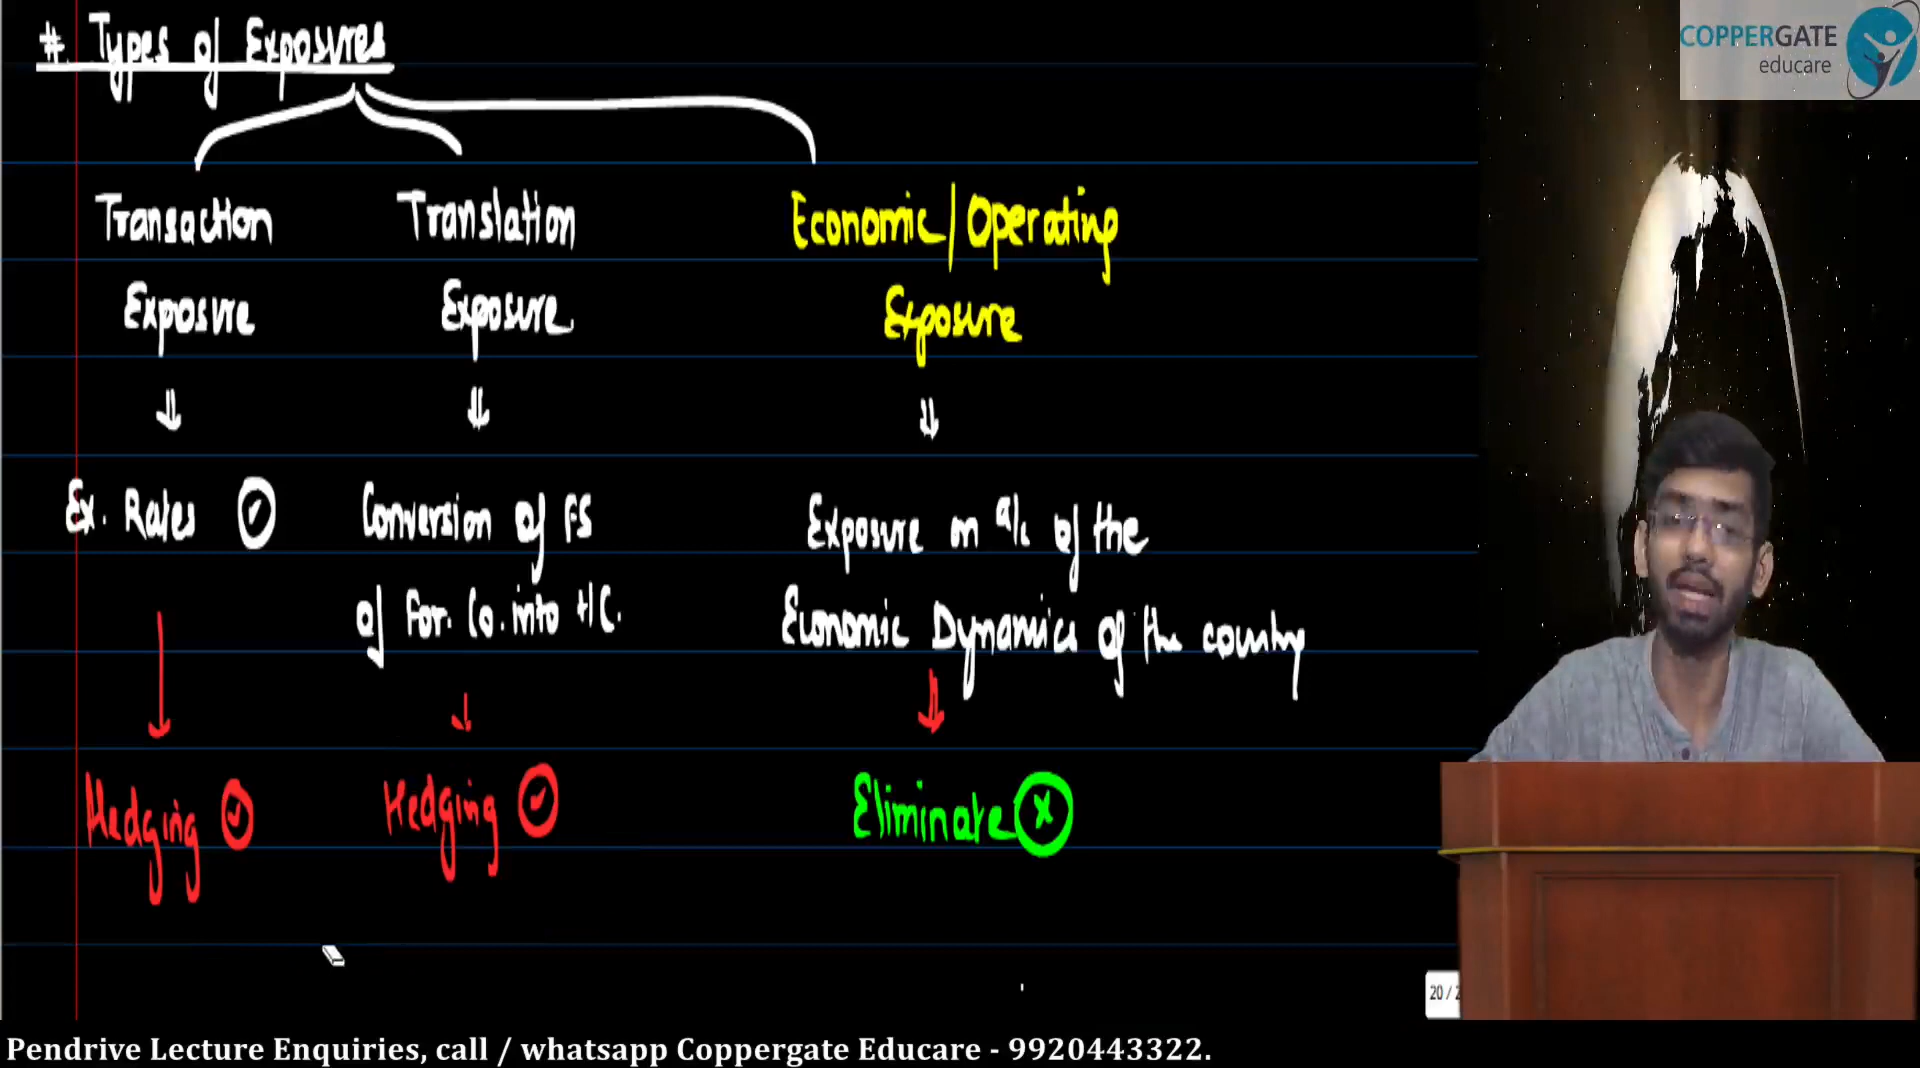 # Types of Exposures
COPPERGATE
educare
Transaction
Exposure
Translation
Exposure
Economic/Operating
Exposure
Ex. Rates
Conversion of FS
of For. Co. into HC.
Exposure on a/c of the
Economic Dynamics of the country
Hedging
Hedging
Eliminate
20 / 2
Pendrive Lecture Enquiries, call / whatsapp Coppergate Educare - 9920443322.